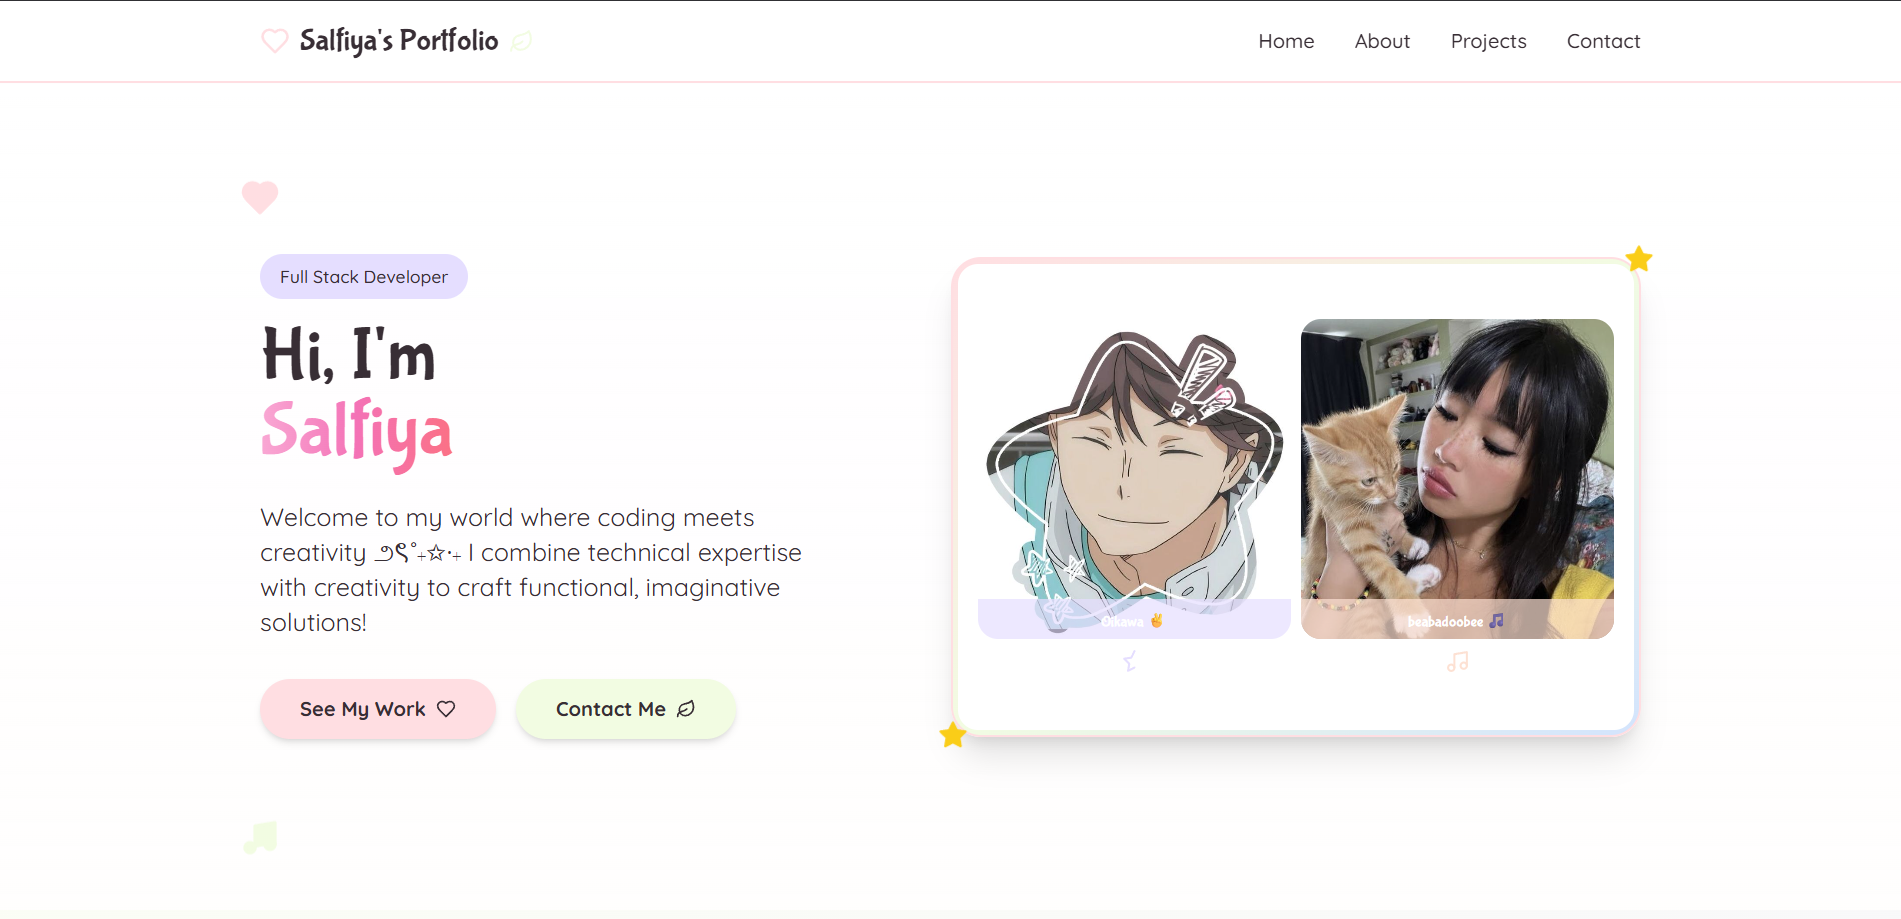 Salfiya's Portfolio
Home About Projects Contact
Full Stack Developer
Hi, I'm
Salfiya
Welcome to my world where coding meets
creativity ౨ৎ˚₊☆·₊ I combine technical expertise
with creativity to craft functional, imaginative
solutions!
See My Work
Contact Me
Oikawa ✌️
beabadoobee 🎵